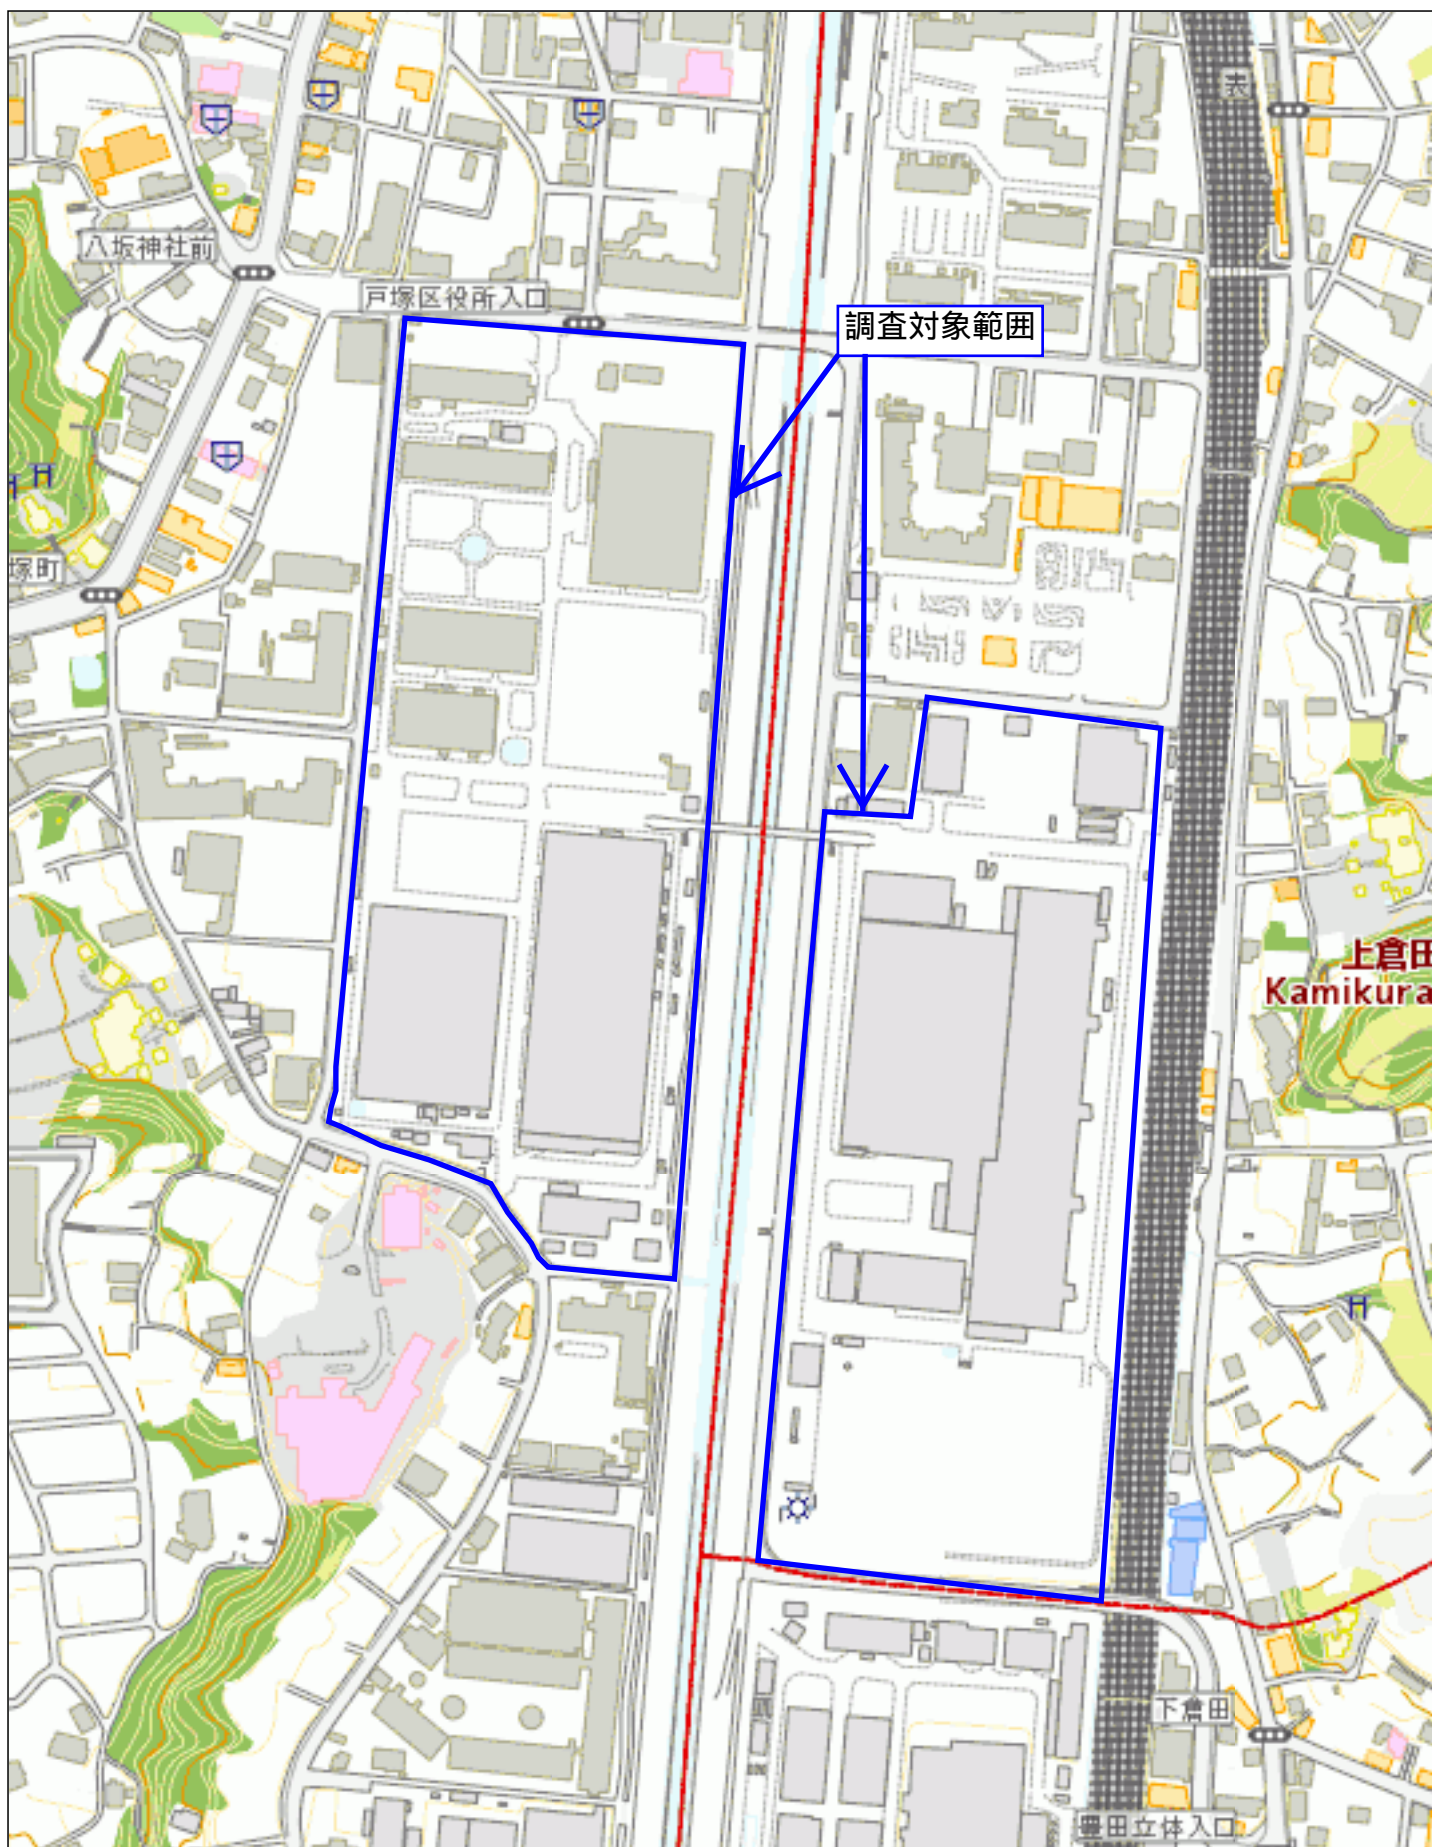 八坂神社前
戸塚区役所入口
調査対象範囲
塚町
上倉田
Kamikura
下倉田
豊田立体入口